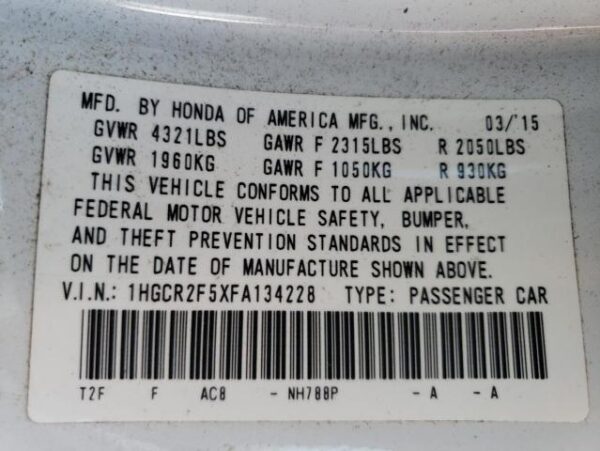 MFD. BY HONDA OF AMERICA MFG., INC. 03/'15
GVWR 4321LBS GAWR F 2315LBS R 2050LBS
GVWR 1960KG GAWR F 1050KG R 930KG
THIS VEHICLE CONFORMS TO ALL APPLICABLE
FEDERAL MOTOR VEHICLE SAFETY, BUMPER,
AND THEFT PREVENTION STANDARDS IN EFFECT
ON THE DATE OF MANUFACTURE SHOWN ABOVE.
V.I.N.: 1HGCR2F5XFA134228 TYPE: PASSENGER CAR
T2F F AC8 - NH788P - A - A